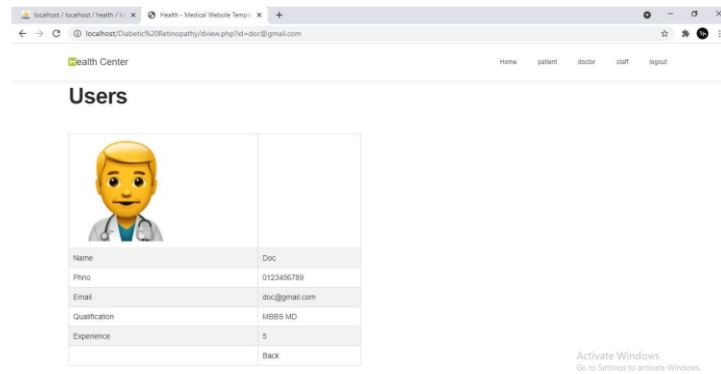 localhost / localhost / health / lo
Health - Medical Website Templ
localhost/Diabetic%20Retinopathy/dview.php?id=doc@gmail.com
Health Center
Home patient doctor staff logout
Users
Name Doc
Phno 0123456789
Email doc@gmail.com
Qualification MBBS MD
Experience 5
Back
Activate Windows
Go to Settings to activate Windows.